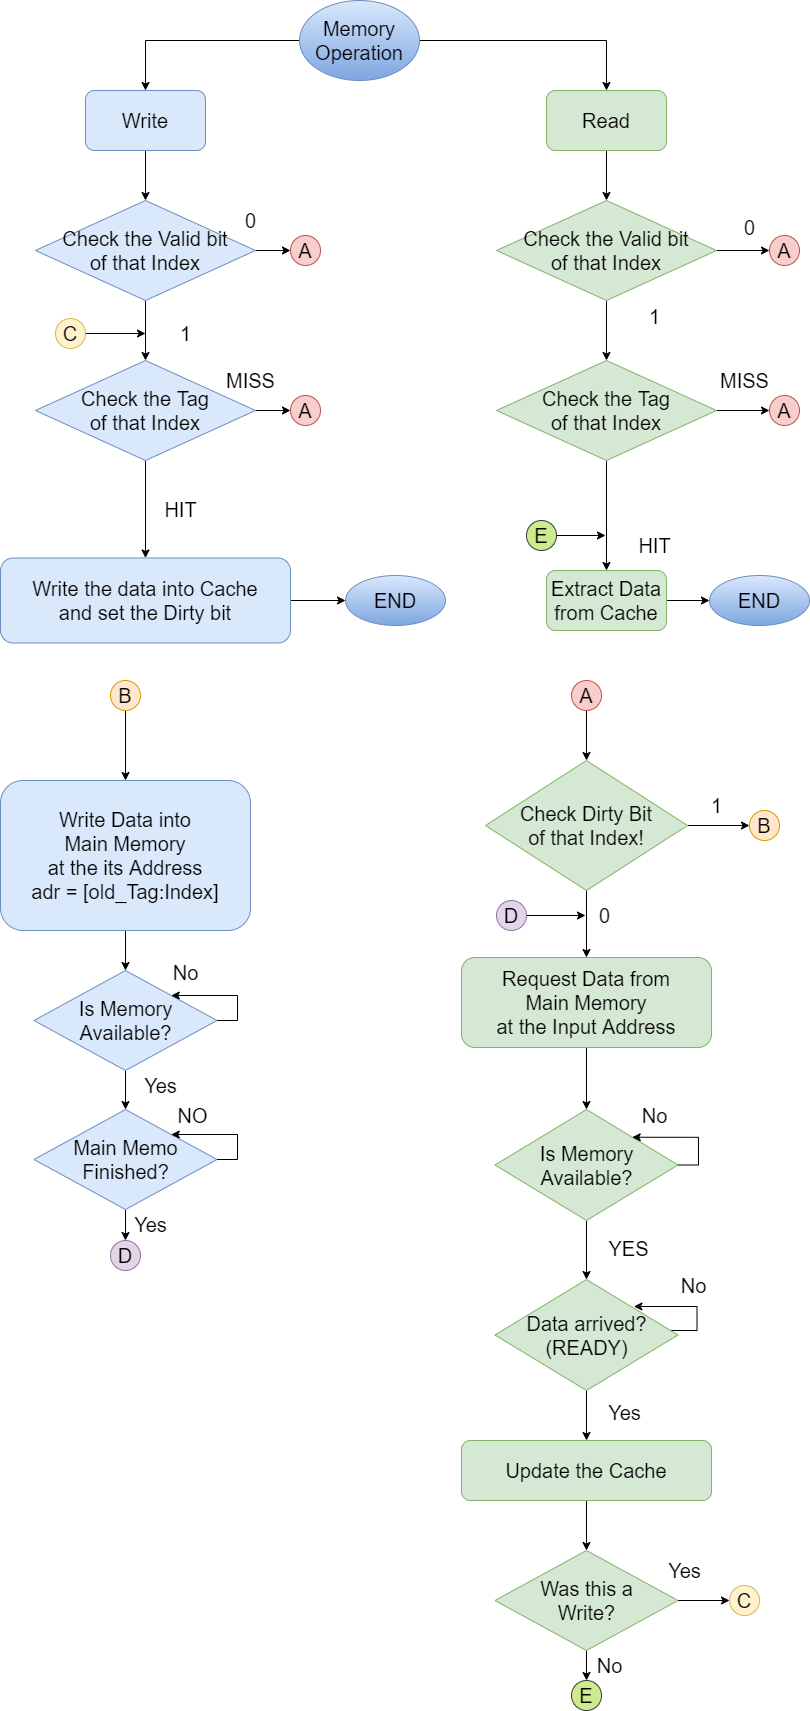 Memory
Operation
Write
Read
Check the Valid bit
of that Index
0
A
Check the Valid bit
of that Index
0
A
C
1
1
Check the Tag
of that Index
MISS
A
Check the Tag
of that Index
MISS
A
HIT
E
HIT
Write the data into Cache
and set the Dirty bit
END
Extract Data
from Cache
END
B
Write Data into
Main Memory
at the its Address
adr = [old_Tag:Index]
Is Memory
Available?
No
Yes
Main Memo
Finished?
NO
Yes
D
A
Check Dirty Bit
of that Index!
1
B
D
0
Request Data from
Main Memory
at the Input Address
Is Memory
Available?
No
YES
Data arrived?
(READY)
No
Yes
Update the Cache
Was this a
Write?
Yes
C
No
E